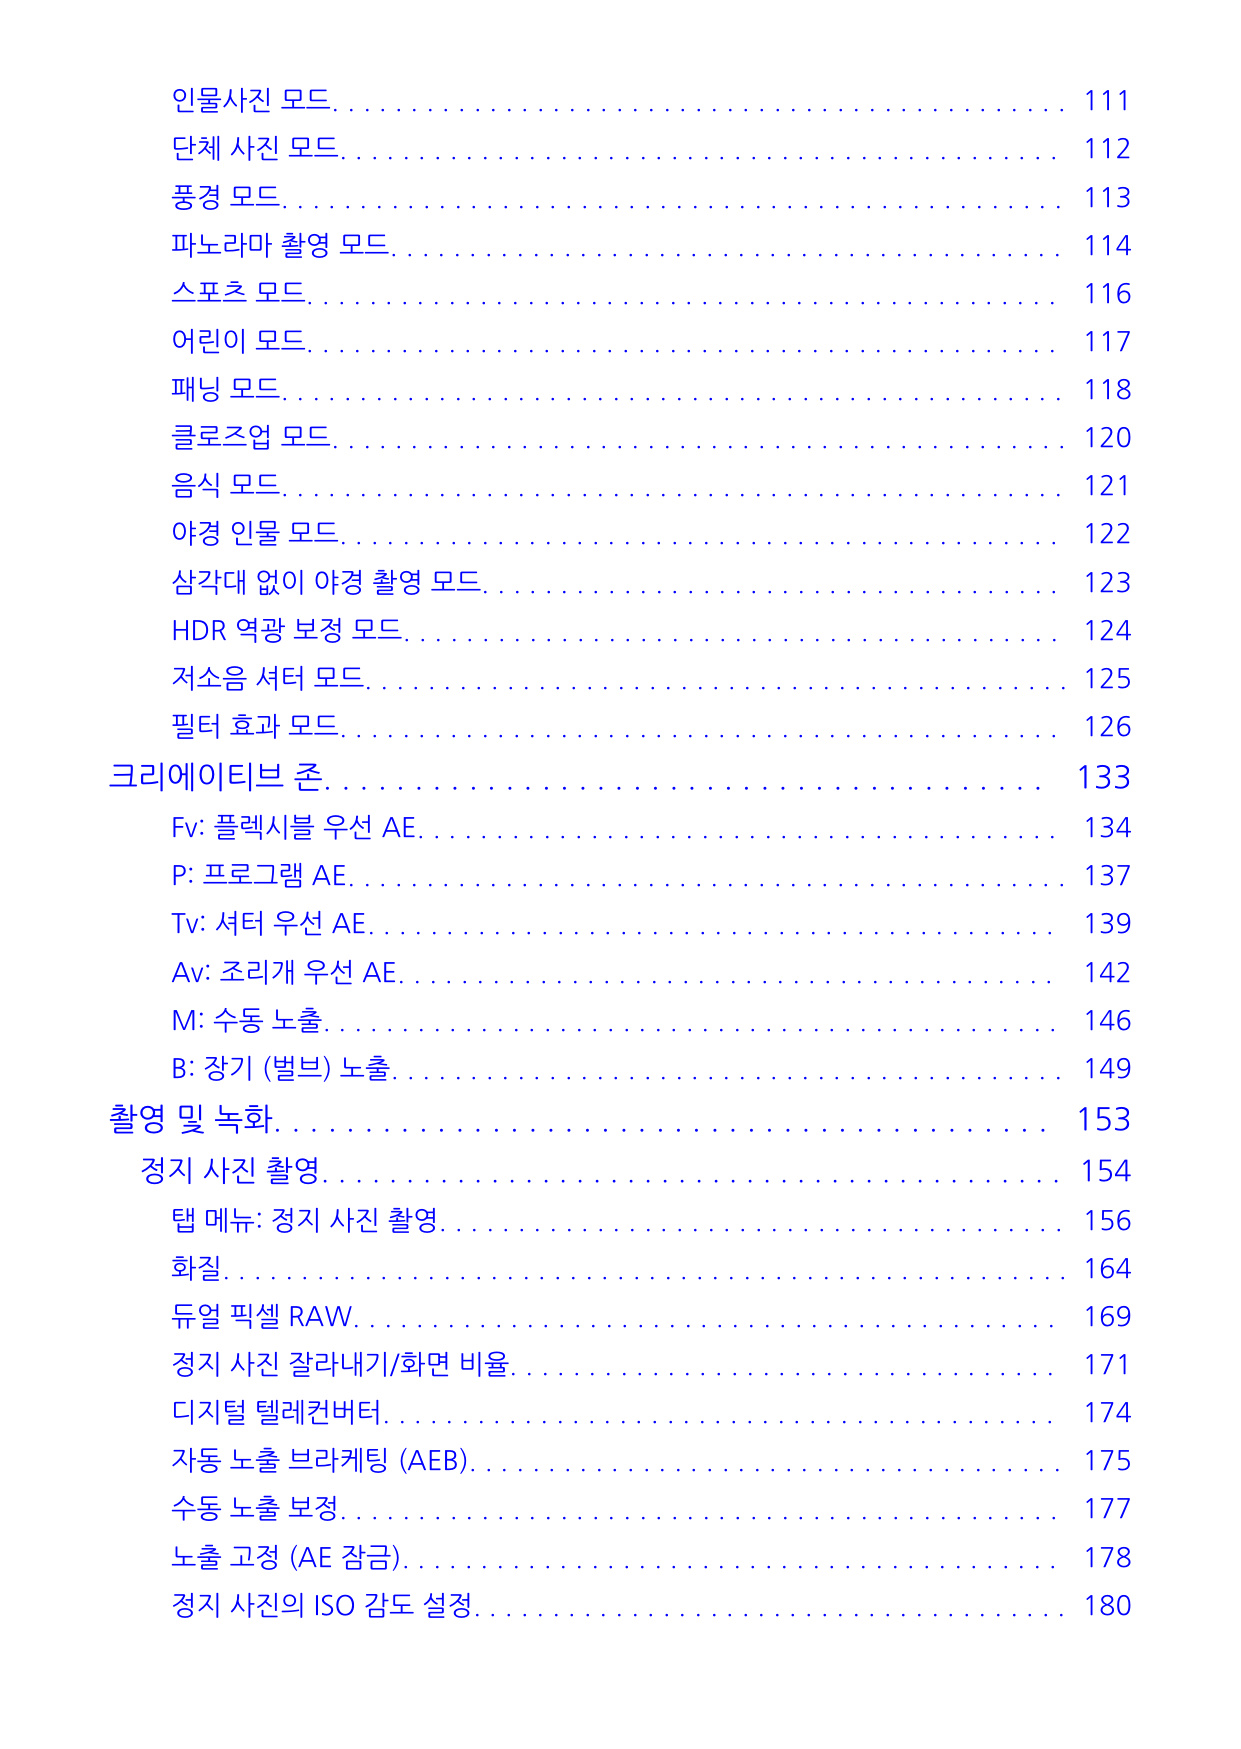 인물사진 모드. . . . . . . . . . . . . . . . . . . . . . . . . . . . . . . . . . . . . . . . . . . . . . . 111
단체 사진 모드. . . . . . . . . . . . . . . . . . . . . . . . . . . . . . . . . . . . . . . . . . . . . . 112
풍경 모드. . . . . . . . . . . . . . . . . . . . . . . . . . . . . . . . . . . . . . . . . . . . . . . . . . 113
파노라마 촬영 모드. . . . . . . . . . . . . . . . . . . . . . . . . . . . . . . . . . . . . . . . . . . 114
스포츠 모드. . . . . . . . . . . . . . . . . . . . . . . . . . . . . . . . . . . . . . . . . . . . . . . . 116
어린이 모드. . . . . . . . . . . . . . . . . . . . . . . . . . . . . . . . . . . . . . . . . . . . . . . . 117
패닝 모드. . . . . . . . . . . . . . . . . . . . . . . . . . . . . . . . . . . . . . . . . . . . . . . . . . 118
클로즈업 모드. . . . . . . . . . . . . . . . . . . . . . . . . . . . . . . . . . . . . . . . . . . . . . . 120
음식 모드. . . . . . . . . . . . . . . . . . . . . . . . . . . . . . . . . . . . . . . . . . . . . . . . . . 121
야경 인물 모드. . . . . . . . . . . . . . . . . . . . . . . . . . . . . . . . . . . . . . . . . . . . . . 122
삼각대 없이 야경 촬영 모드. . . . . . . . . . . . . . . . . . . . . . . . . . . . . . . . . . . . . 123
HDR 역광 보정 모드. . . . . . . . . . . . . . . . . . . . . . . . . . . . . . . . . . . . . . . . . . 124
저소음 셔터 모드. . . . . . . . . . . . . . . . . . . . . . . . . . . . . . . . . . . . . . . . . . . . . 125
필터 효과 모드. . . . . . . . . . . . . . . . . . . . . . . . . . . . . . . . . . . . . . . . . . . . . . 126
크리에이티브 존. . . . . . . . . . . . . . . . . . . . . . . . . . . . . . . . . . . . . . . . 133
Fv: 플렉시블 우선 AE. . . . . . . . . . . . . . . . . . . . . . . . . . . . . . . . . . . . . . . . . 134
P: 프로그램 AE. . . . . . . . . . . . . . . . . . . . . . . . . . . . . . . . . . . . . . . . . . . . . . 137
Tv: 셔터 우선 AE. . . . . . . . . . . . . . . . . . . . . . . . . . . . . . . . . . . . . . . . . . . . 139
Av: 조리개 우선 AE. . . . . . . . . . . . . . . . . . . . . . . . . . . . . . . . . . . . . . . . . . 142
M: 수동 노출. . . . . . . . . . . . . . . . . . . . . . . . . . . . . . . . . . . . . . . . . . . . . . . 146
B: 장기 (벌브) 노출. . . . . . . . . . . . . . . . . . . . . . . . . . . . . . . . . . . . . . . . . . . 149
촬영 및 녹화. . . . . . . . . . . . . . . . . . . . . . . . . . . . . . . . . . . . . . . . . . . 153
정지 사진 촬영. . . . . . . . . . . . . . . . . . . . . . . . . . . . . . . . . . . . . . . . . . . . 154
탭 메뉴: 정지 사진 촬영. . . . . . . . . . . . . . . . . . . . . . . . . . . . . . . . . . . . . . . . 156
화질. . . . . . . . . . . . . . . . . . . . . . . . . . . . . . . . . . . . . . . . . . . . . . . . . . . . . . 164
듀얼 픽셀 RAW. . . . . . . . . . . . . . . . . . . . . . . . . . . . . . . . . . . . . . . . . . . . . 169
정지 사진 잘라내기/화면 비율. . . . . . . . . . . . . . . . . . . . . . . . . . . . . . . . . . . 171
디지털 텔레컨버터. . . . . . . . . . . . . . . . . . . . . . . . . . . . . . . . . . . . . . . . . . . 174
자동 노출 브라케팅 (AEB). . . . . . . . . . . . . . . . . . . . . . . . . . . . . . . . . . . . . . 175
수동 노출 보정. . . . . . . . . . . . . . . . . . . . . . . . . . . . . . . . . . . . . . . . . . . . . . 177
노출 고정 (AE 잠금). . . . . . . . . . . . . . . . . . . . . . . . . . . . . . . . . . . . . . . . . . 178
정지 사진의 ISO 감도 설정. . . . . . . . . . . . . . . . . . . . . . . . . . . . . . . . . . . . . . 180